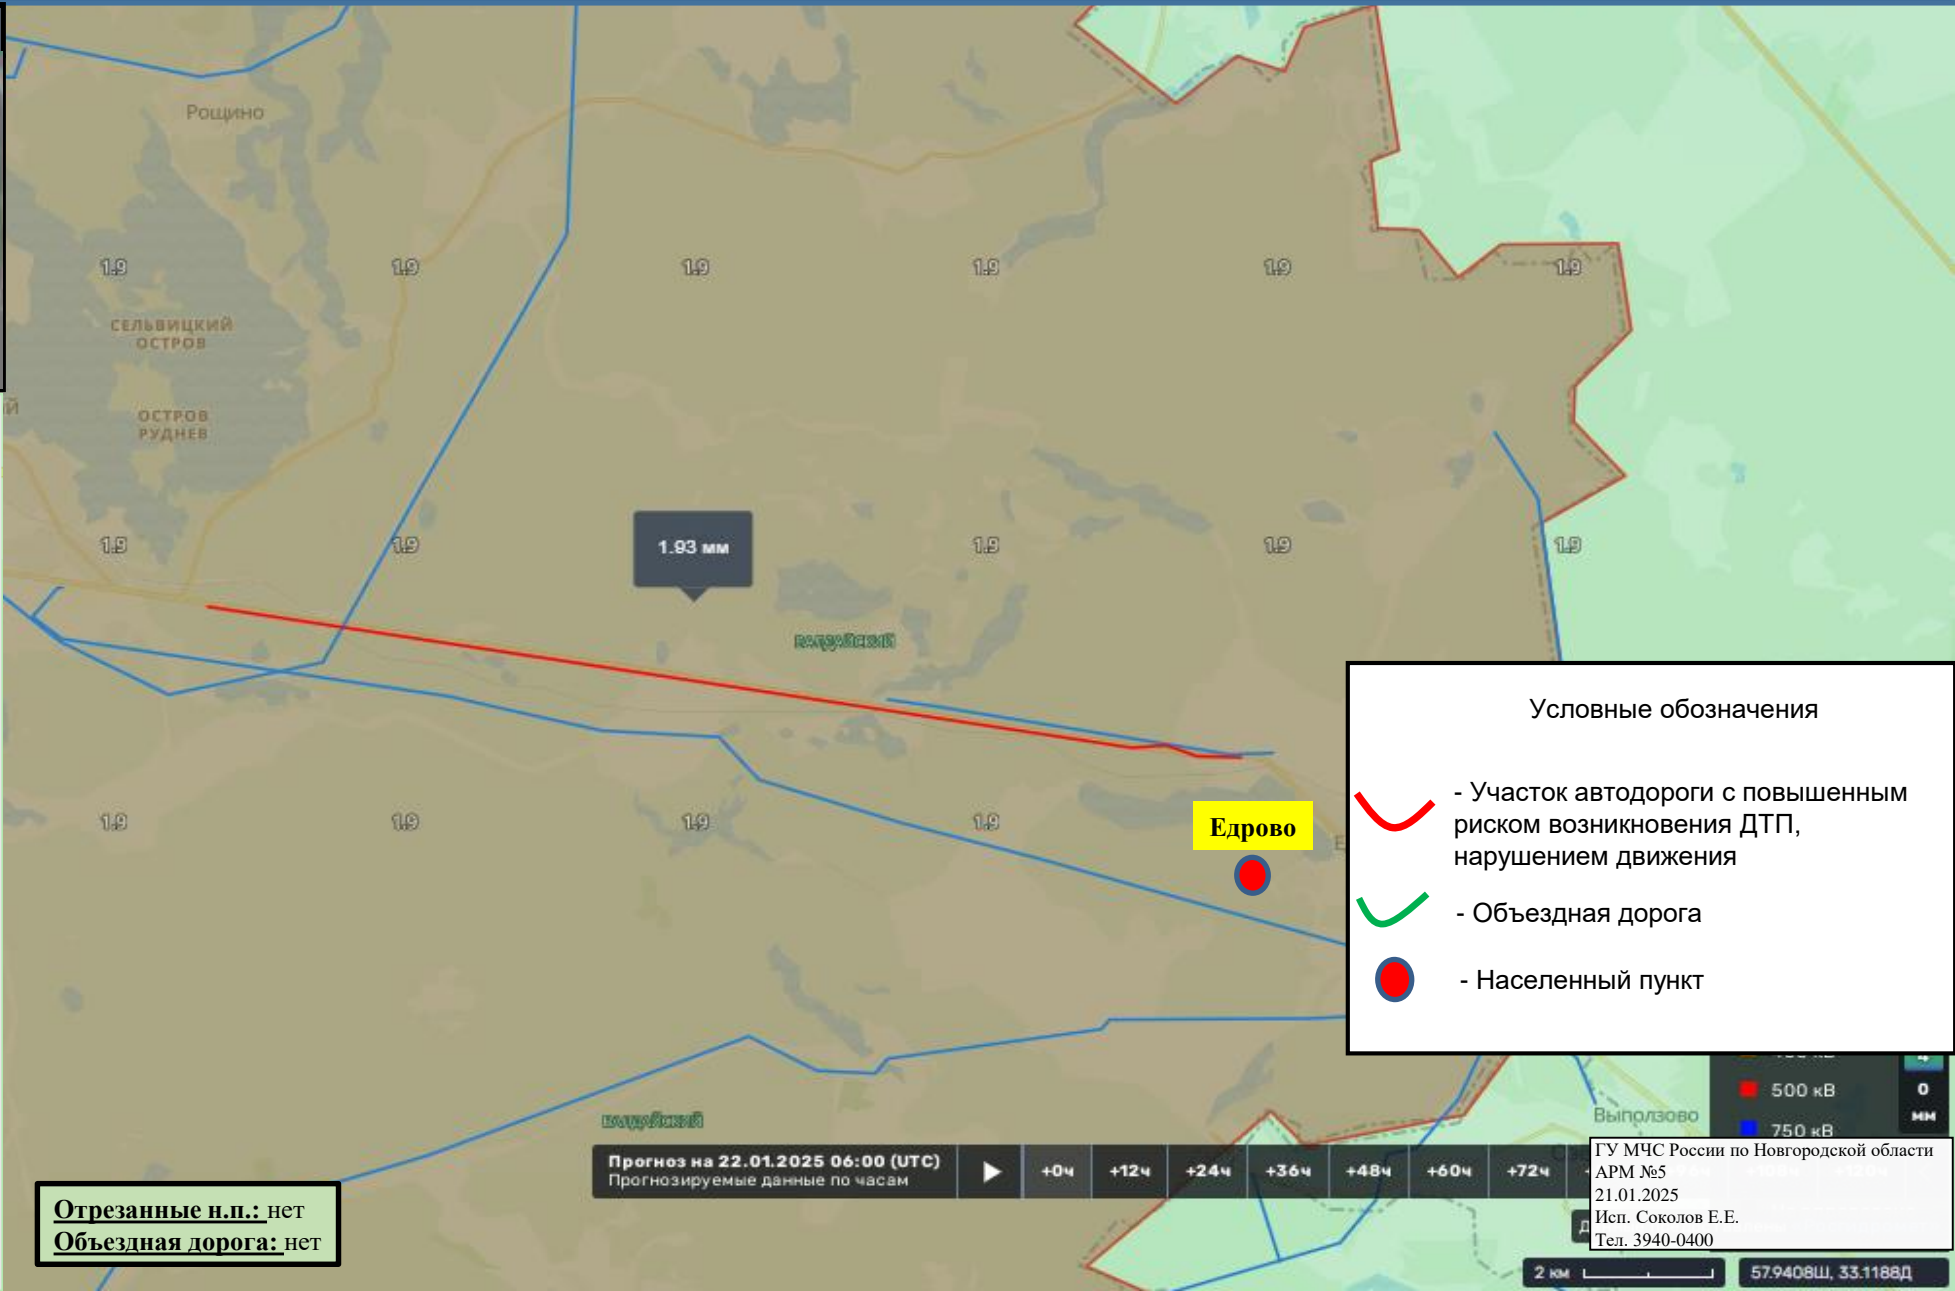 Рощино
1.9 1.9 1.9 1.9 1.9 1.9
СЕЛЬВИЦКИЙ
ОСТРОВ
ОСТРОВ
РУДНЕВ
1.9 1.9 1.9 1.9 1.9
1.93 мм
ВАЛДАЙСКИЙ
1.9 1.9 1.9 1.9
Едрово
Условные обозначения
- Участок автодороги с повышенным
риском возникновения ДТП,
нарушением движения
- Объездная дорога
- Населенный пункт
500 кВ
0
мм
750 кВ
Выползово
ВАЛДАЙСКИЙ
Прогноз на 22.01.2025 06:00 (UTC)
Прогнозируемые данные по часам
+0ч +12ч +24ч +36ч +48ч +60ч +72ч
ГУ МЧС России по Новгородской области
АРМ №5
21.01.2025
Исп. Соколов Е.Е.
Тел. 3940-0400
Отрезанные н.п.: нет
Объездная дорога: нет
2 км
57.9408Ш, 33.1188Д